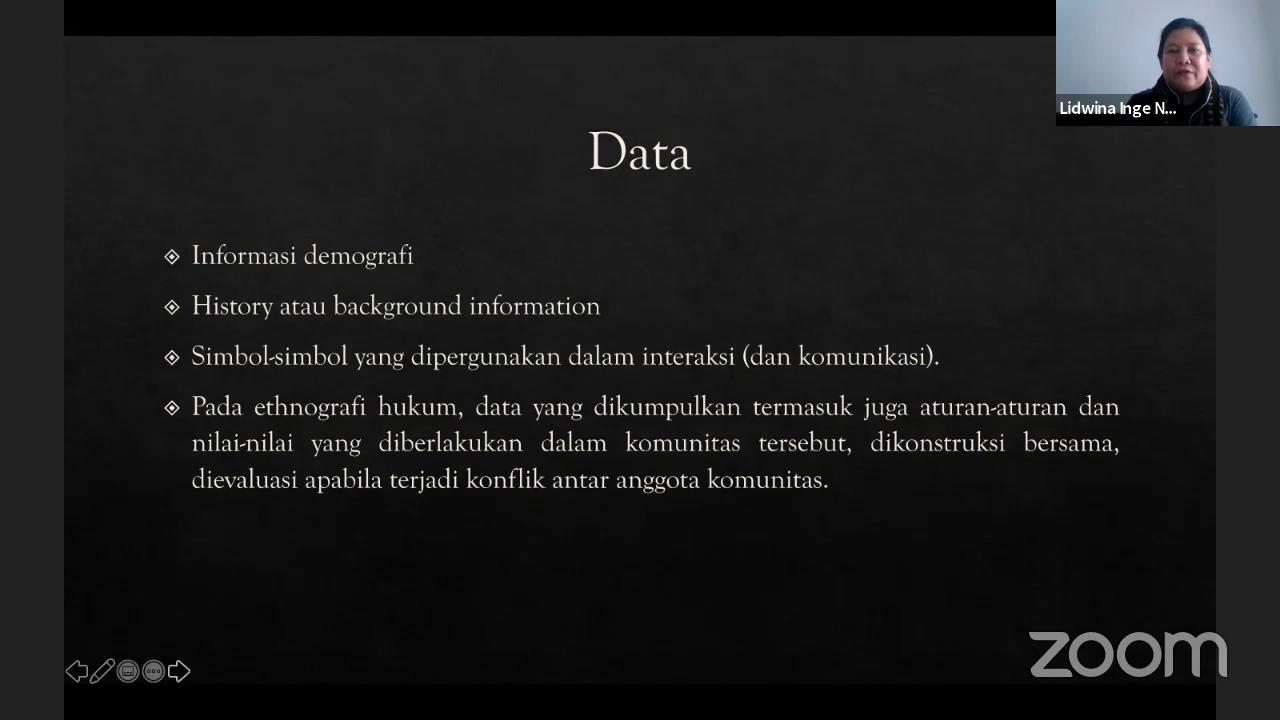 Lidwina Inge N...
Data
Informasi demografi
History atau background information
Simbol-simbol yang dipergunakan dalam interaksi (dan komunikasi).
Pada ethnografi hukum, data yang dikumpulkan termasuk juga aturan-aturan dan
nilai-nilai yang diberlakukan dalam komunitas tersebut, dikonstruksi bersama,
dievaluasi apabila terjadi konflik antar anggota komunitas.
zoom